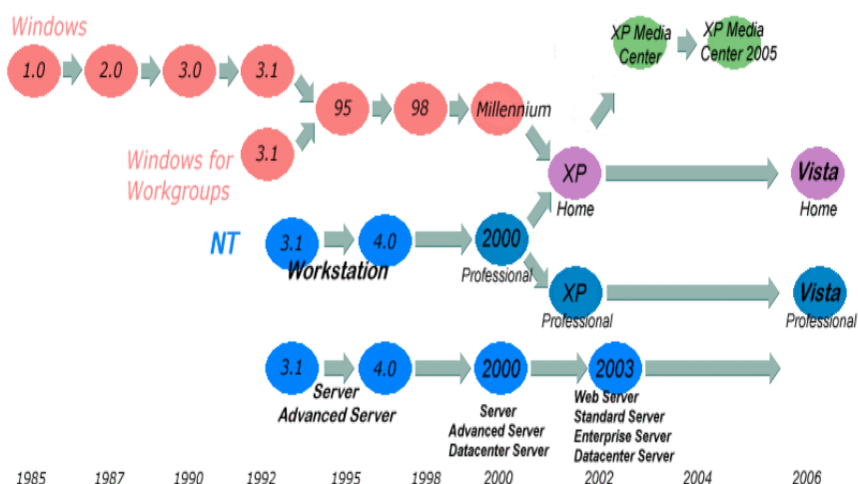 Windows
1.0
2.0
3.0
3.1
XP Media
Center
XP Media
Center 2005
95
98
Millennium
3.1
Windows for
Workgroups
XP
Home
Vista
Home
NT
3.1
4.0
Workstation
2000
Professional
XP
Professional
Vista
Professional
3.1
4.0
Server
Advanced Server
2000
Server
Advanced Server
Datacenter Server
2003
Web Server
Standard Server
Enterprise Server
Datacenter Server
1985 1987 1990 1992 1995 1998 2000 2002 2004 2006